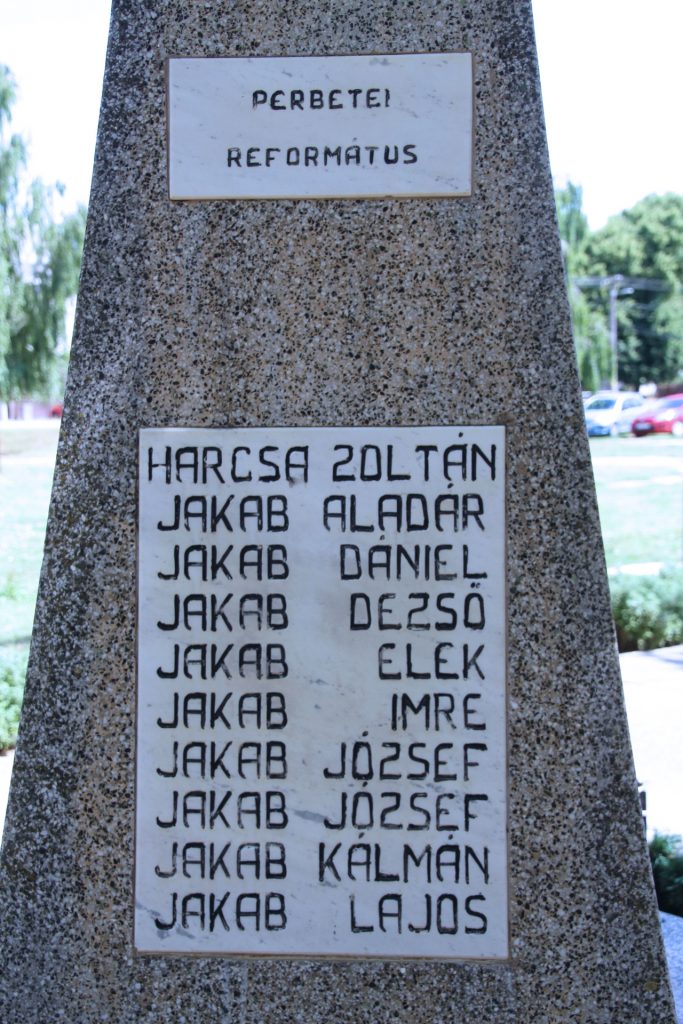 PERBETEI
REFORMÁTUS
HARCSA ZOLTÁN
JAKAB ALADÁR
JAKAB DÁNIEL
JAKAB DEZSŐ
JAKAB ELEK
JAKAB IMRE
JAKAB JÓZSEF
JAKAB JÓZSEF
JAKAB KÁLMÁN
JAKAB LAJOS